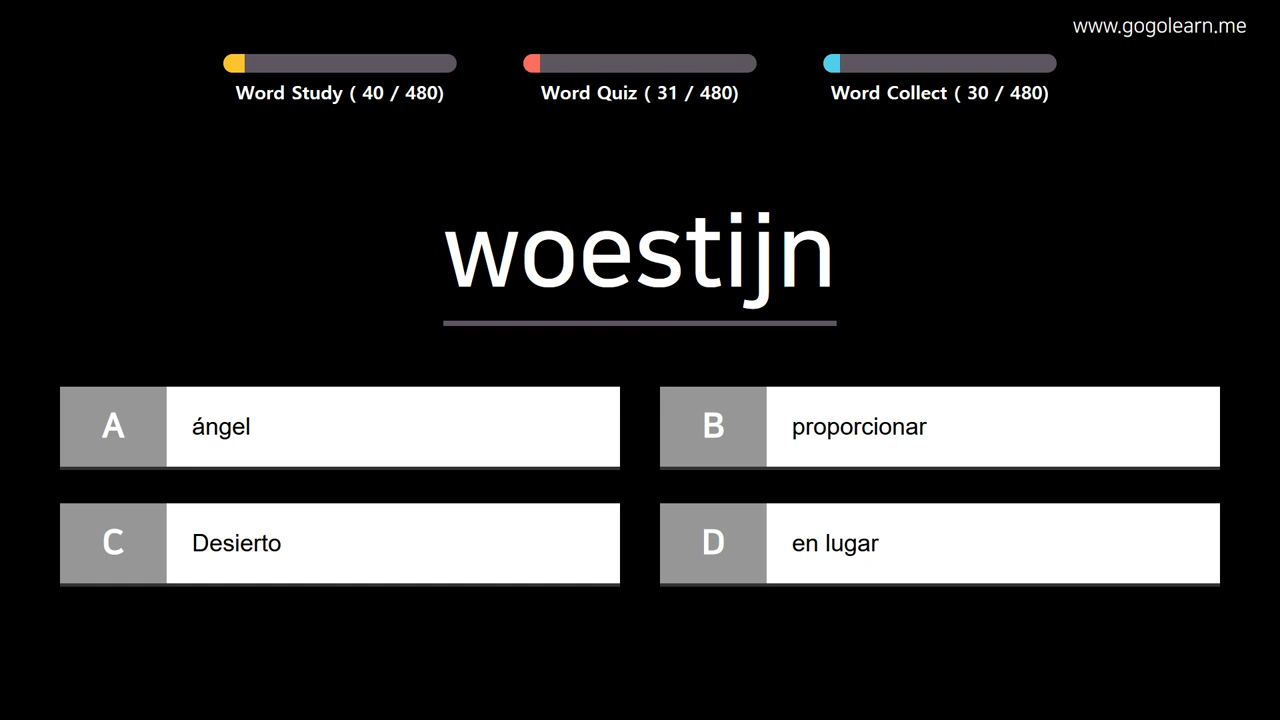 www.gogolearn.me
Word Study ( 40 / 480)
Word Quiz ( 31 / 480)
Word Collect ( 30 / 480)
woestijn
A ángel
B proporcionar
C Desierto
D en lugar